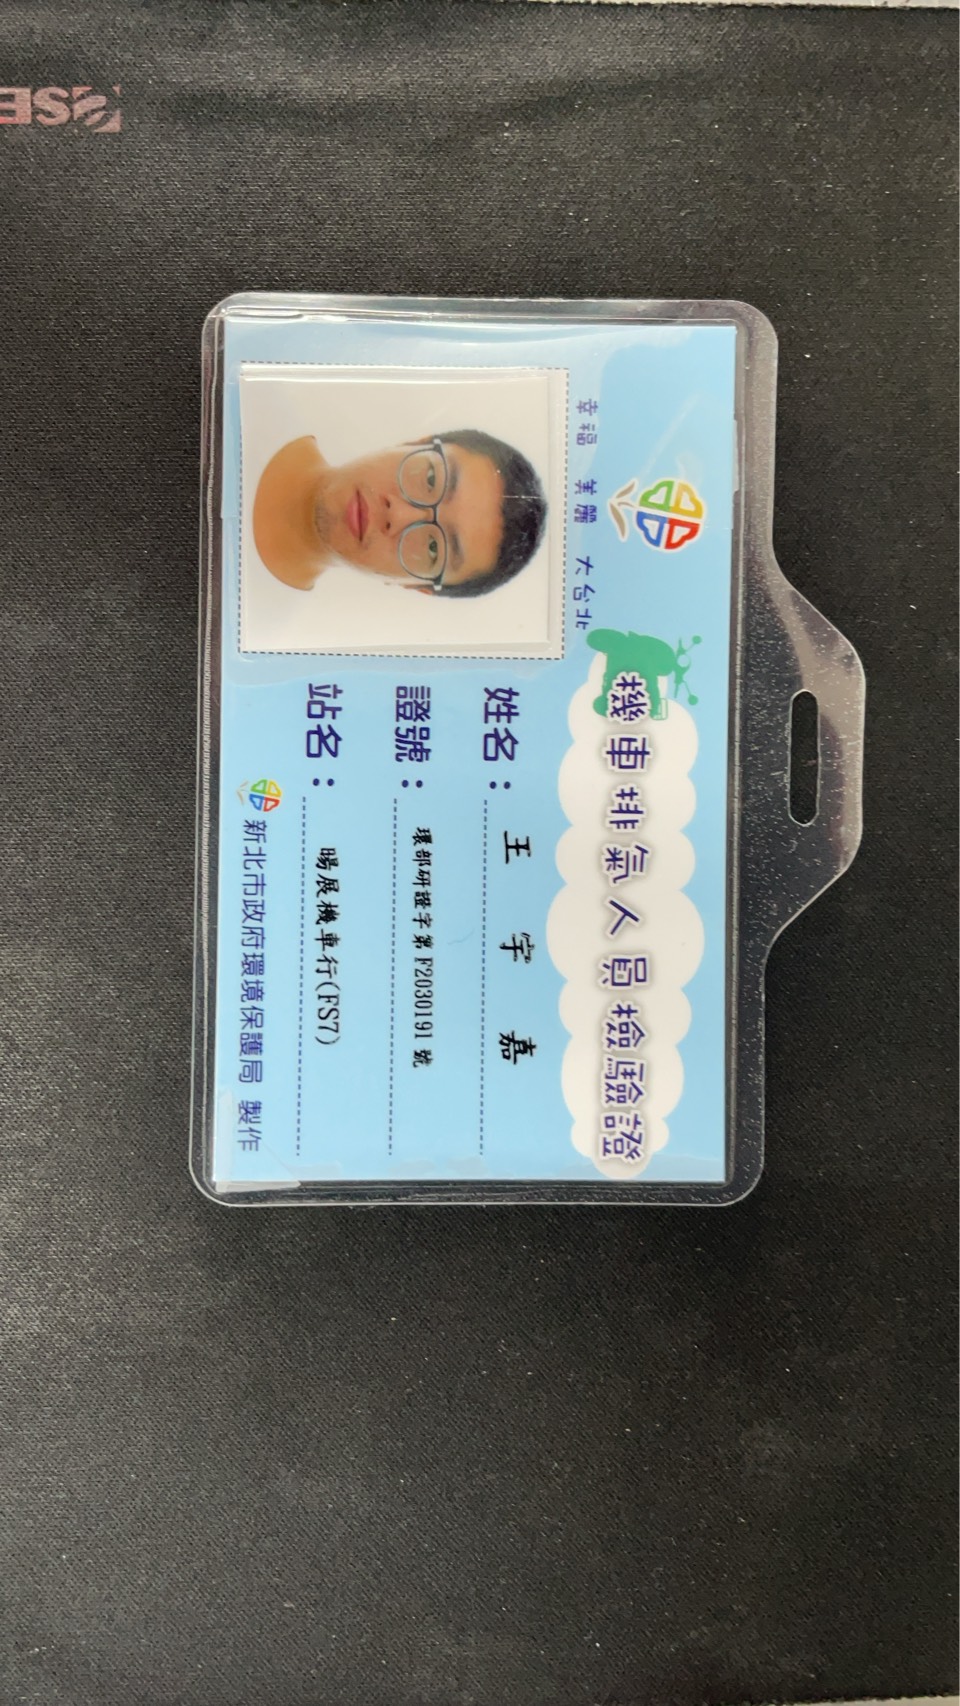 幸福 美麗 大台北
機車排氣人員檢驗證
姓名：王宇嘉
證號：環部研證字第F2030191號
站名：暘展機車行(FS7)
新北市政府環境保護局 製作